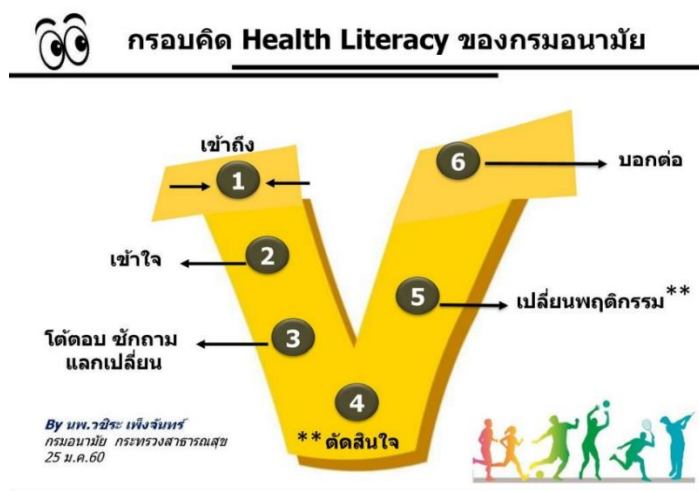 กรอบคิด Health Literacy ของกรมอนามัย
เข้าถึง
1
6
บอกต่อ
2
เข้าใจ
5
เปลี่ยนพฤติกรรม**
3
โต้ตอบ ซักถาม
แลกเปลี่ยน
4
**ตัดสินใจ
By นพ.วชิระ เพ็งจันทร์
กรมอนามัย กระทรวงสาธารณสุข
25 ม.ค.60